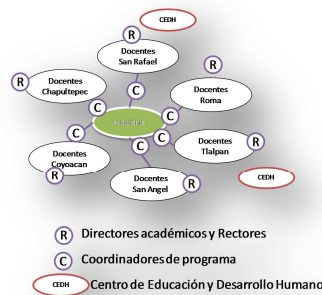 CEDH
R
Docentes
San Rafael
R
R
Docentes
Chapultepec
C
Docentes
Roma
C
C
C
C
C
Docentes
Coyoacan
R
Docentes
Tlalpan
R
Docentes
San Angel
R
CEDH
R Directores académicos y Rectores
C Coordinadores de programa
CEDH Centro de Educación y Desarrollo Humano